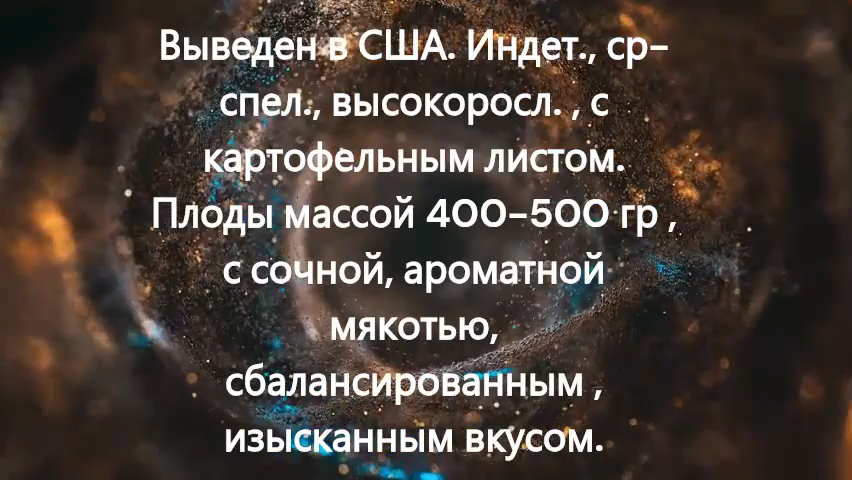 Выведен в США. Индет., ср-
спел., высокоросл. , с
картофельным листом.
Плоды массой 400-500 гр ,
с сочной, ароматной
мякотью,
сбалансированным ,
изысканным вкусом.